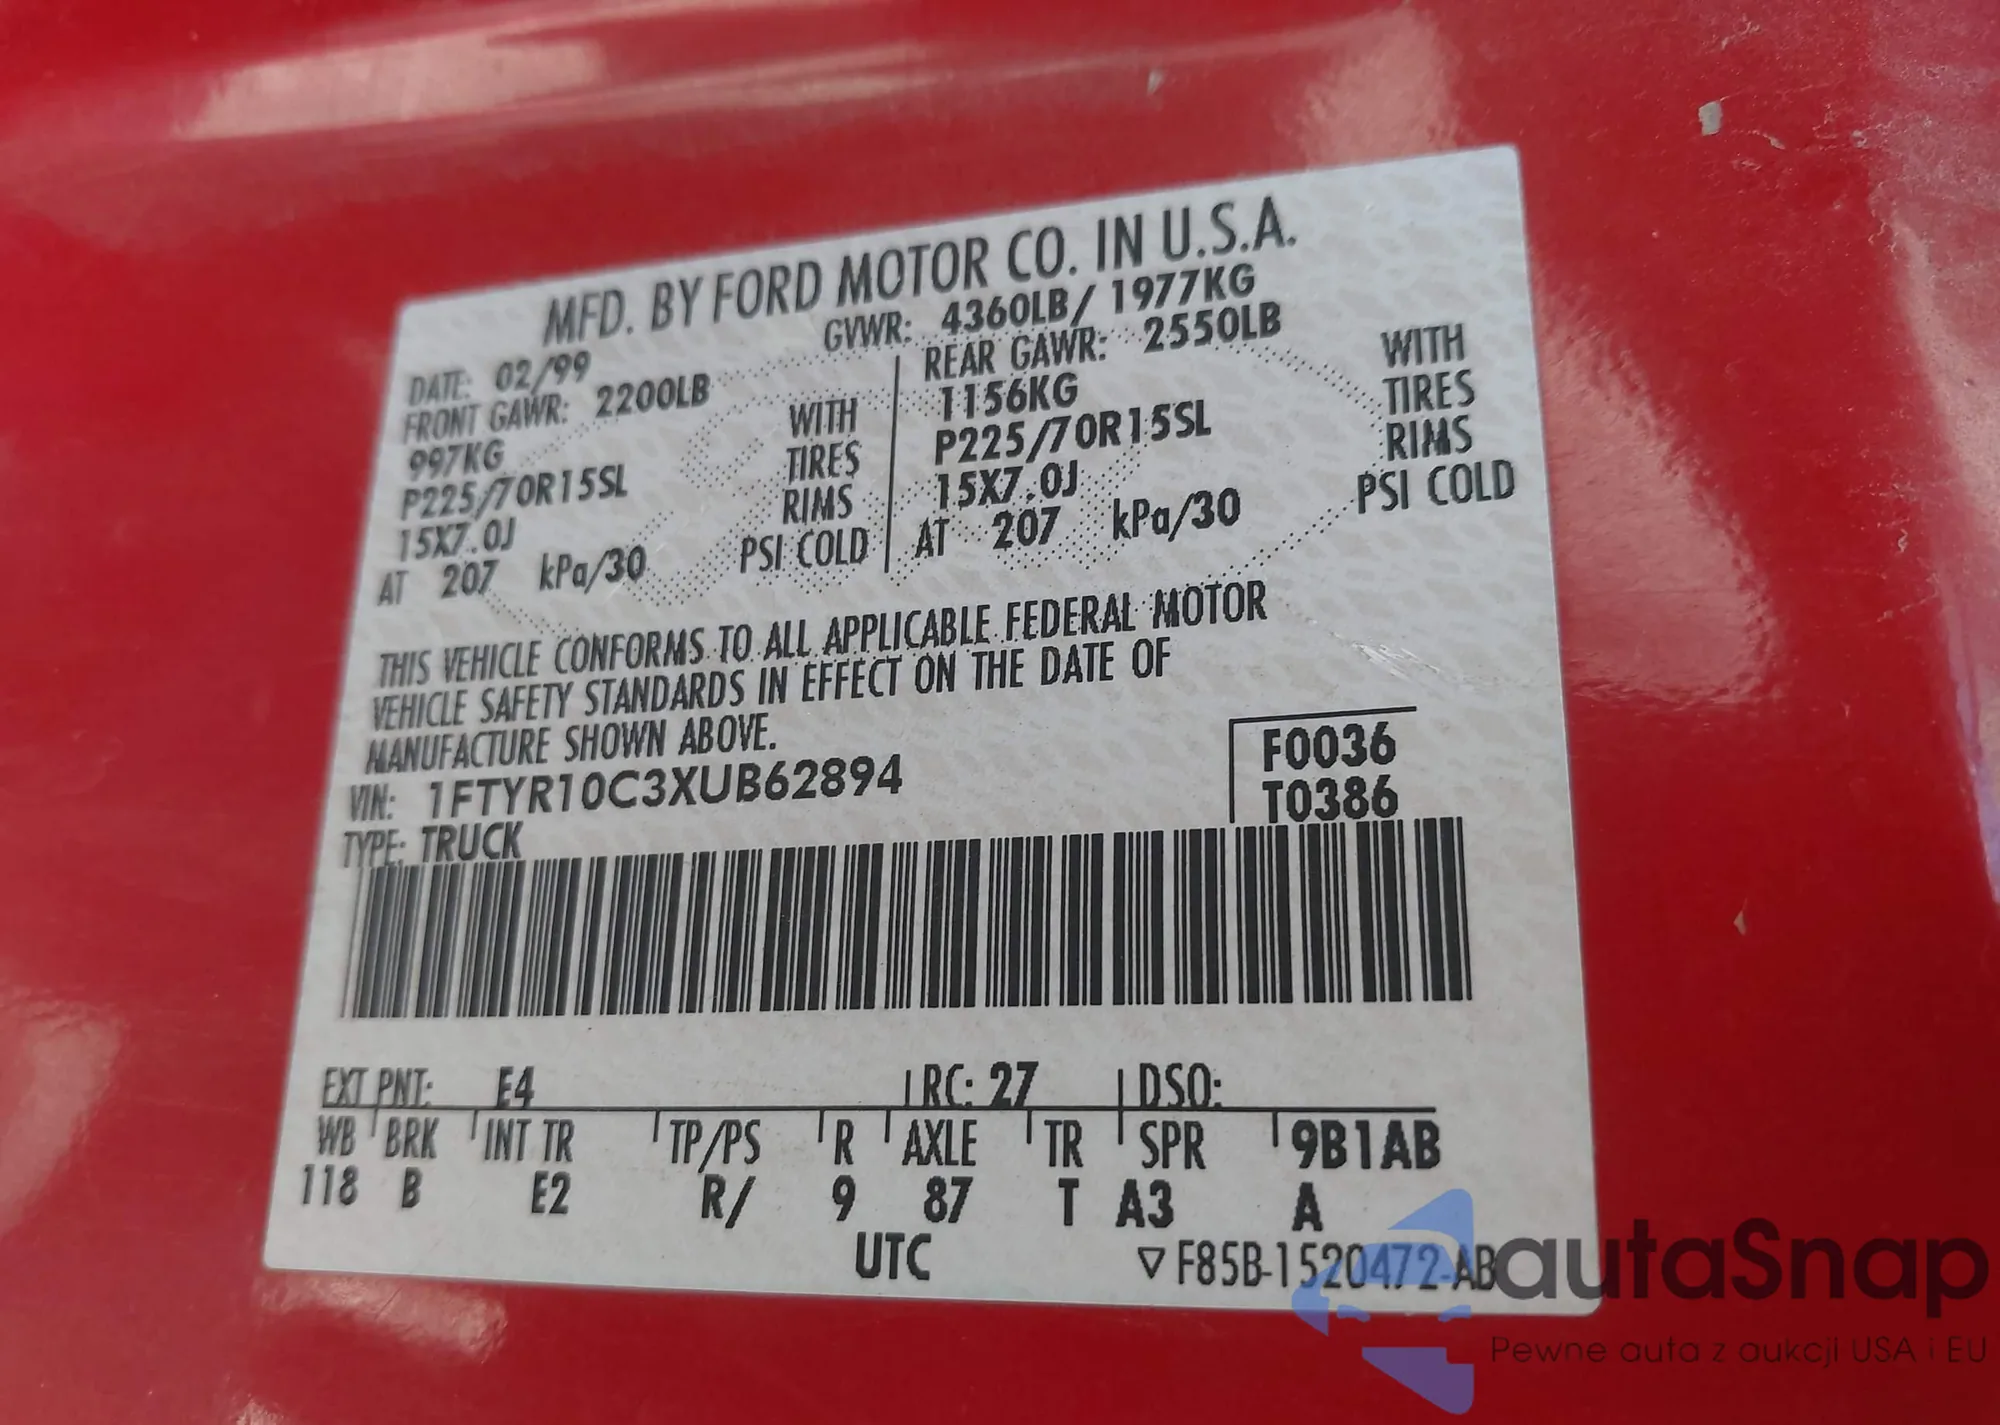 MFD. BY FORD MOTOR CO. IN U.S.A.
DATE: 02/99 GVWR: 4360LB/ 1977KG
FRONT GAWR: 2200LB REAR GAWR: 2550LB
997KG WITH 1156KG WITH
P225/70R15SL TIRES P225/70R15SL TIRES
15X7.0J RIMS 15X7.0J RIMS
AT 207 kPa/30 PSI COLD AT 207 kPa/30 PSI COLD
THIS VEHICLE CONFORMS TO ALL APPLICABLE FEDERAL MOTOR
VEHICLE SAFETY STANDARDS IN EFFECT ON THE DATE OF
MANUFACTURE SHOWN ABOVE.
VIN: 1FTYR10C3XUB62894 F0036
TYPE: TRUCK T0386
EXT PNT: E4 RC: 27 DSO:
WB BRK INT TR TP/PS R AXLE TR SPR 9B1AB
118 B E2 R/ 9 87 T A3 A
UTC ▽ F85B-1520472-AB
autaSnap
Pewne auta z aukcji USA i EU